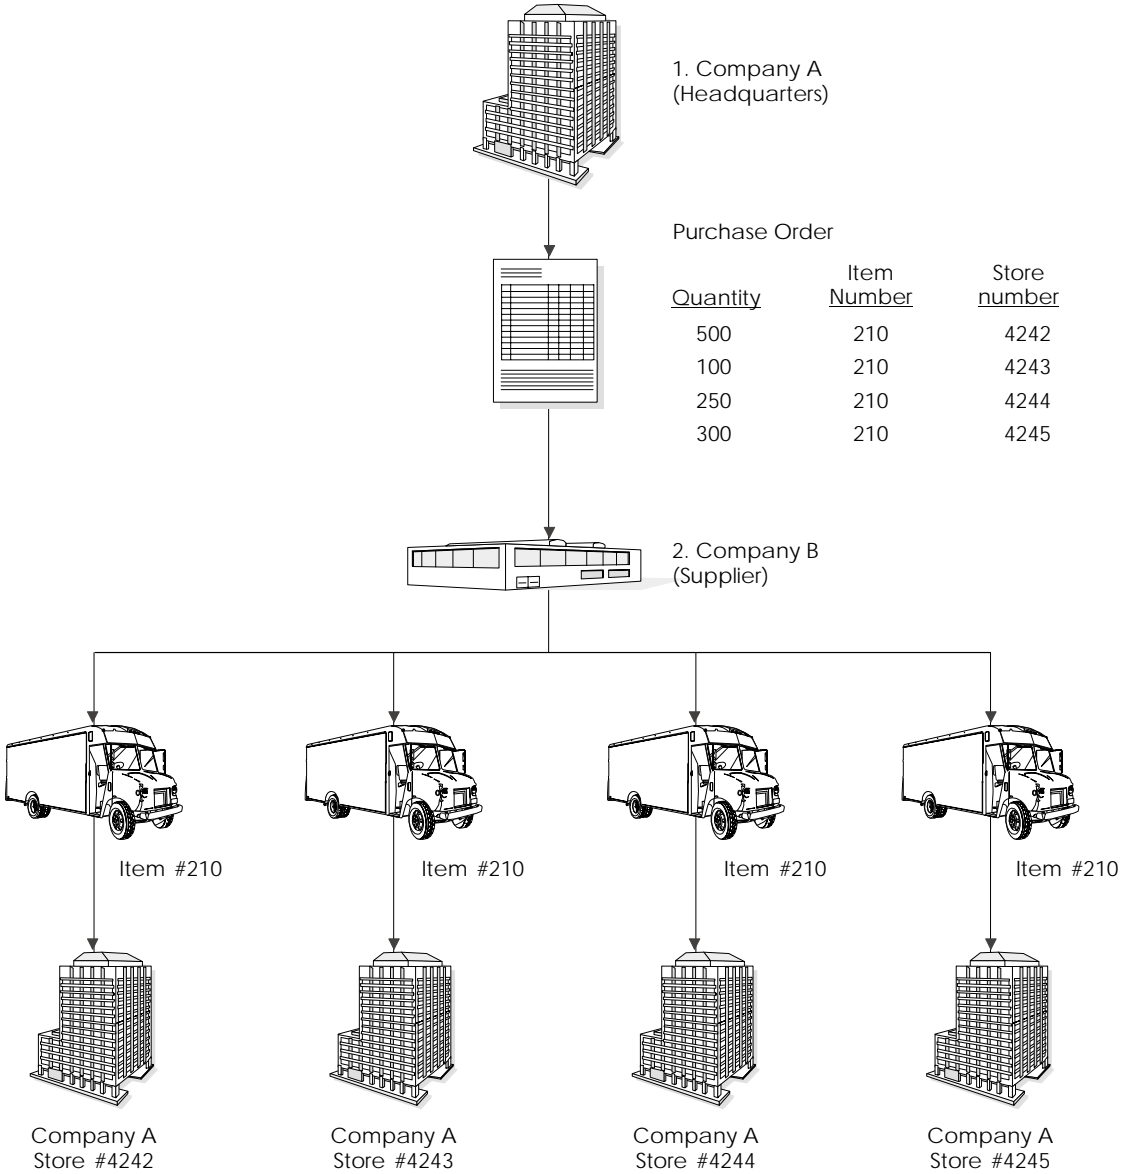 1. Company A
(Headquarters)
Purchase Order
Item Store
Quantity Number number
500 210 4242
100 210 4243
250 210 4244
300 210 4245
2. Company B
(Supplier)
Item #210 Item #210 Item #210 Item #210
Company A Company A Company A Company A
Store #4242 Store #4243 Store #4244 Store #4245